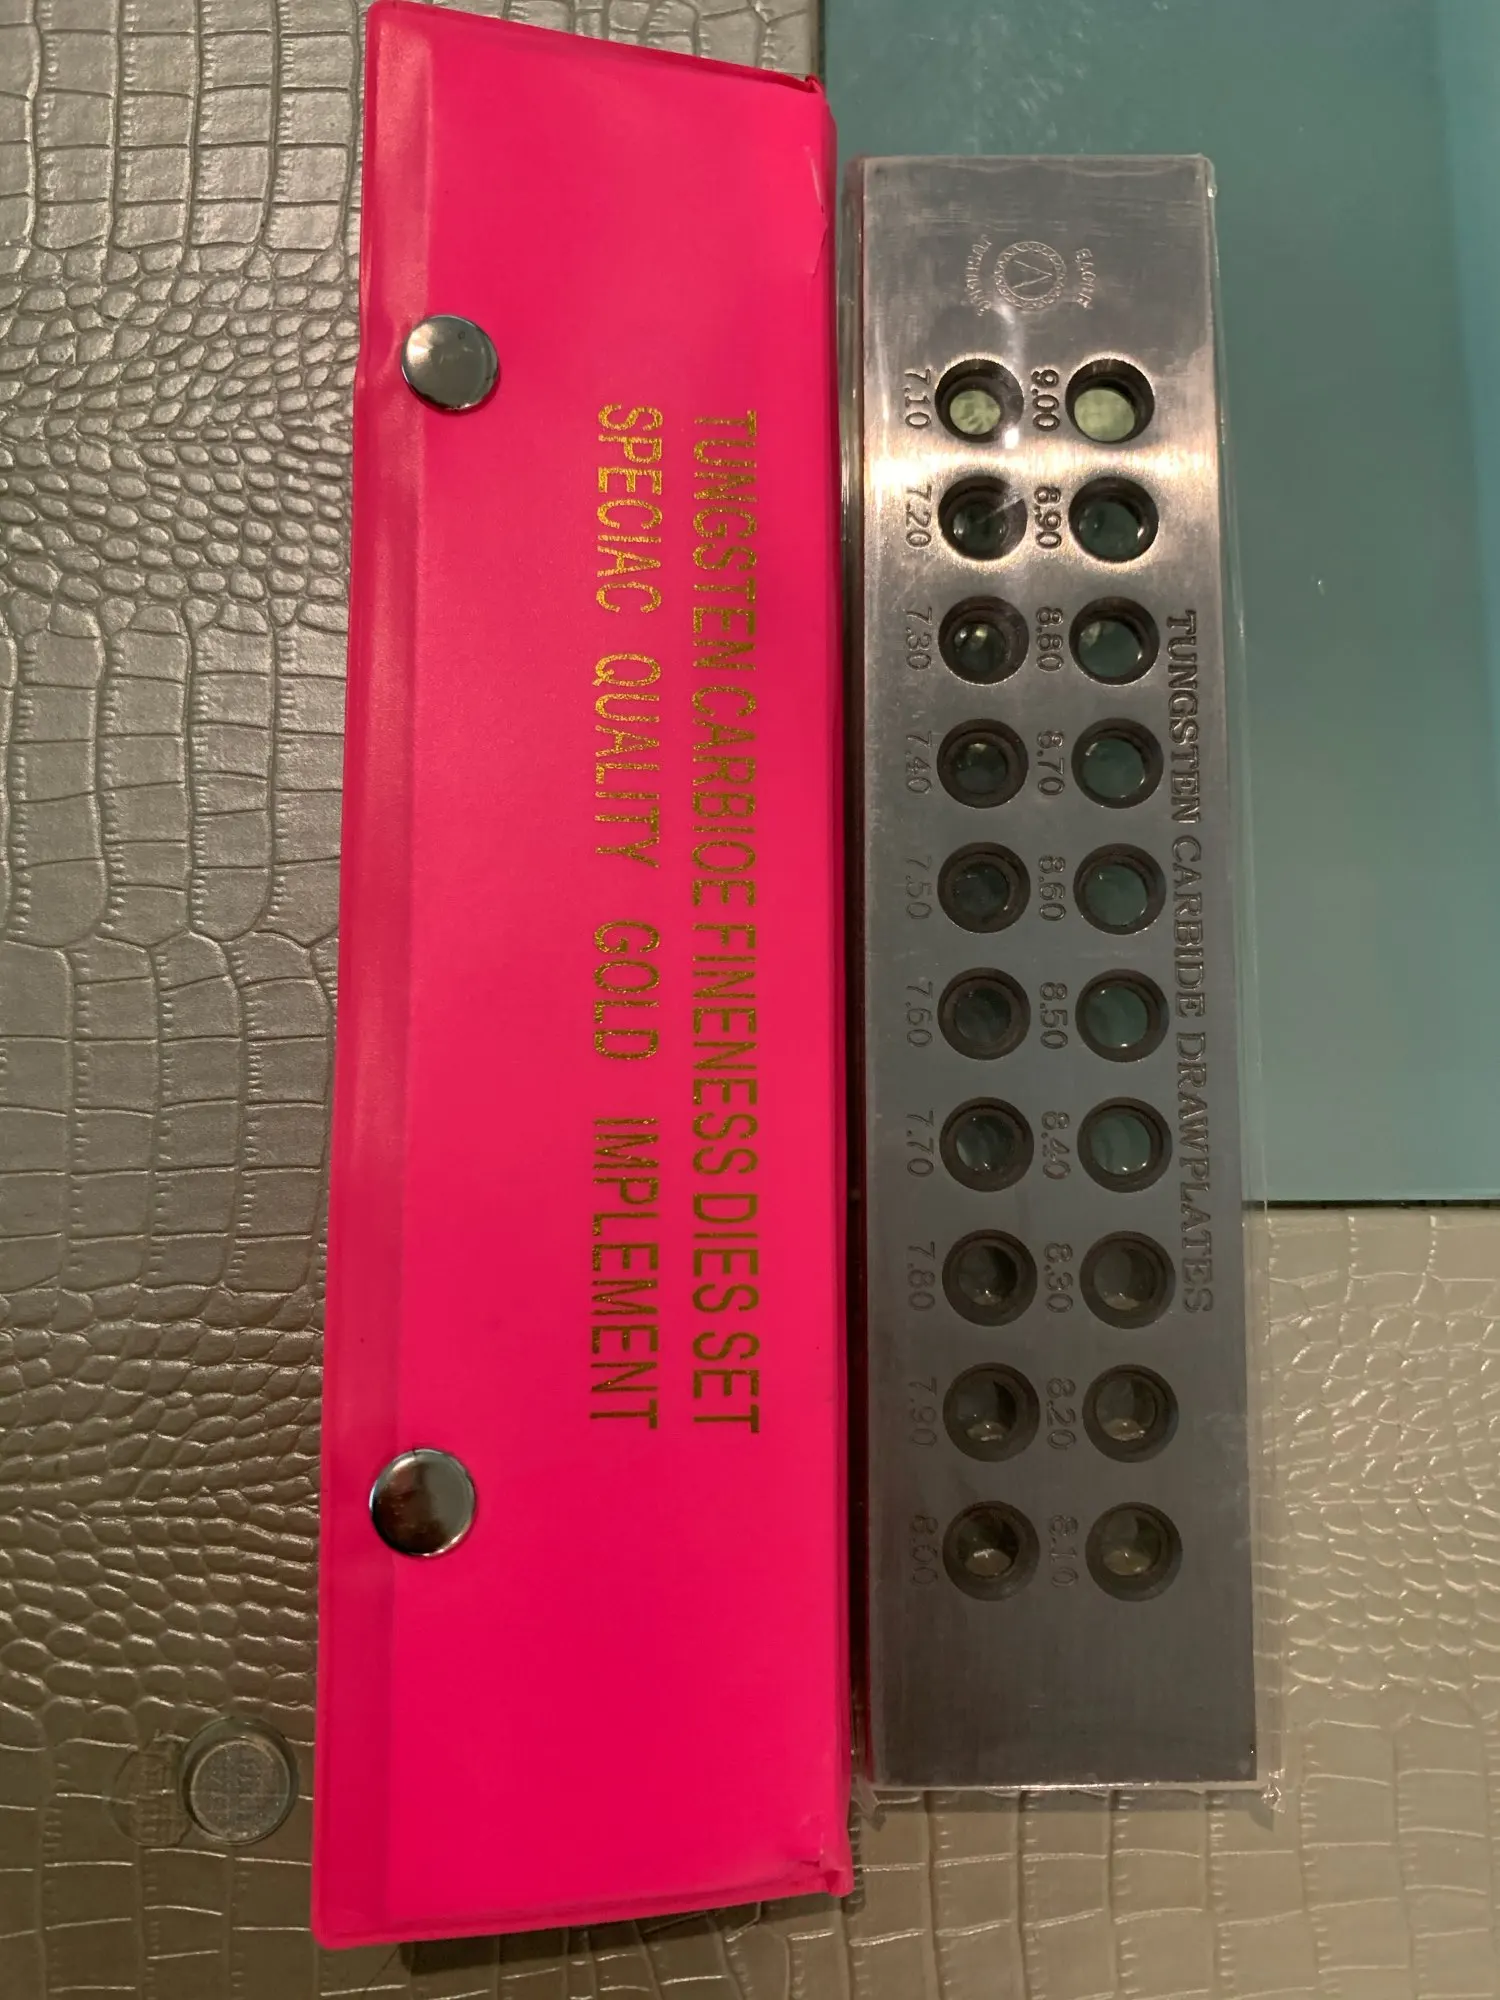 TUNGSTEN CARBIOE FINENESS DIES SET
SPECIAC QUALITY GOLD IMPLEMENT
TUNGSTEN CARBIDE DRAWPLATES
9.00 8.90 8.80 8.70 8.60 8.50 8.40 8.30 8.20 8.10
7.10 7.20 7.30 7.40 7.50 7.60 7.70 7.80 7.90 8.00